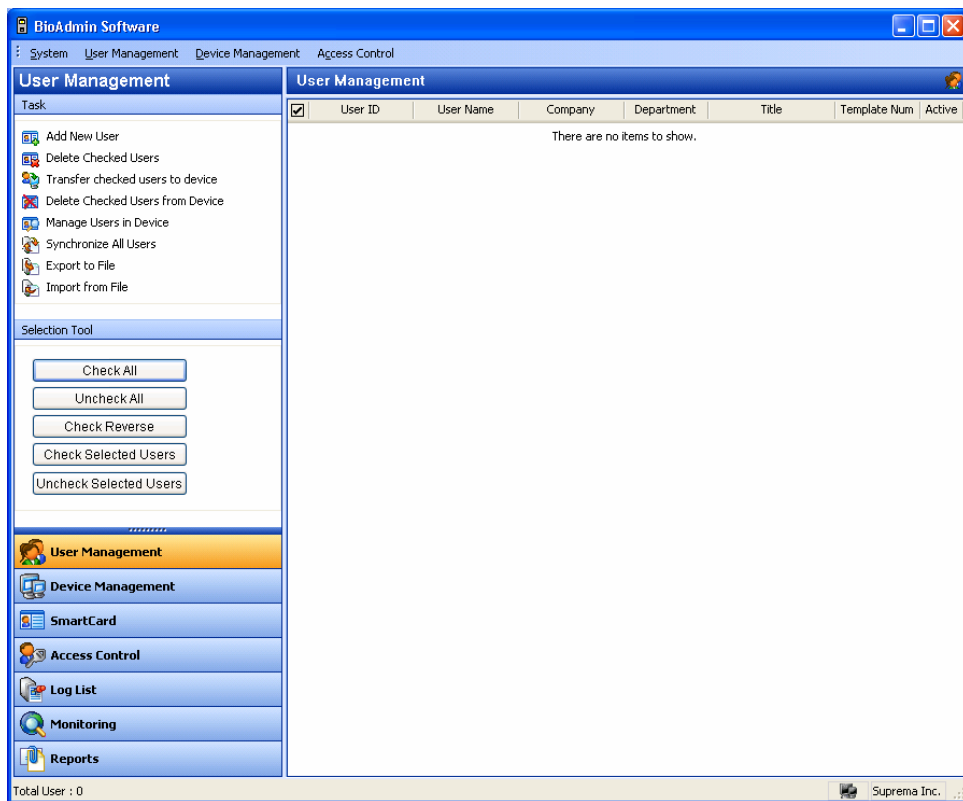 BioAdmin Software
System User Management Device Management Access Control
User Management
Task
Add New User
Delete Checked Users
Transfer checked users to device
Delete Checked Users from Device
Manage Users in Device
Synchronize All Users
Export to File
Import from File
Selection Tool
Check All
Uncheck All
Check Reverse
Check Selected Users
Uncheck Selected Users
User Management
Device Management
SmartCard
Access Control
Log List
Monitoring
Reports
User Management
User ID User Name Company Department Title Template Num Active
There are no items to show.
Total User : 0
Suprema Inc.